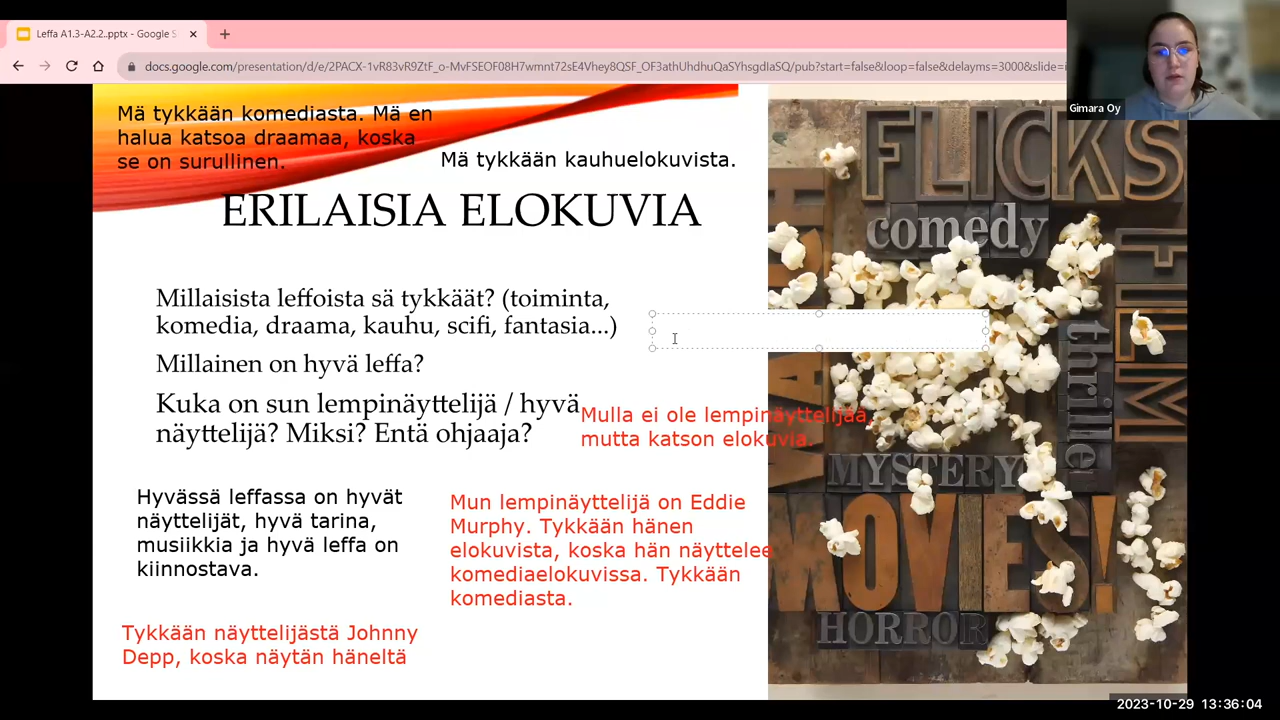 Leffa A1.3-A2.2..pptx - Google S
docs.google.com/presentation/d/e/2PACX-1vR83vR9ZtF_o-MvIPrOF08H7wmnt72sE4Vhey8QSF_OF3athUhdhuQaSYhsgdIaSQ/pub?start=false&loop=false&delayms=3000&slide=i
Gimara Oy
Mä tykkään komediasta. Mä en
halua katsoa draamaa, koska
se on surullinen.
Mä tykkään kauhuelokuvista.
ERILAISIA ELOKUVIA
Millaisista leffoista sä tykkäät? (toiminta,
komedia, draama, kauhu, scifi, fantasia...)
Millainen on hyvä leffa?
Kuka on sun lempinäyttelijä / hyvä
näyttelijä? Miksi? Entä ohjaaja?
Mulla ei ole lempinäyttelijää,
mutta katson elokuvia.
Hyvässä leffassa on hyvät
näyttelijät, hyvä tarina,
musiikkia ja hyvä leffa on
kiinnostava.
Mun lempinäyttelijä on Eddie
Murphy. Tykkään hänen
elokuvista, koska hän näyttelee
komediaelokuvissa. Tykkään
komediasta.
Tykkään näyttelijästä Johnny
Depp, koska näytän häneltä
FLICKS
comedy
FILM
thriller
MYSTERY
MOVIES!
HORROR
2023-10-29 13:36:04